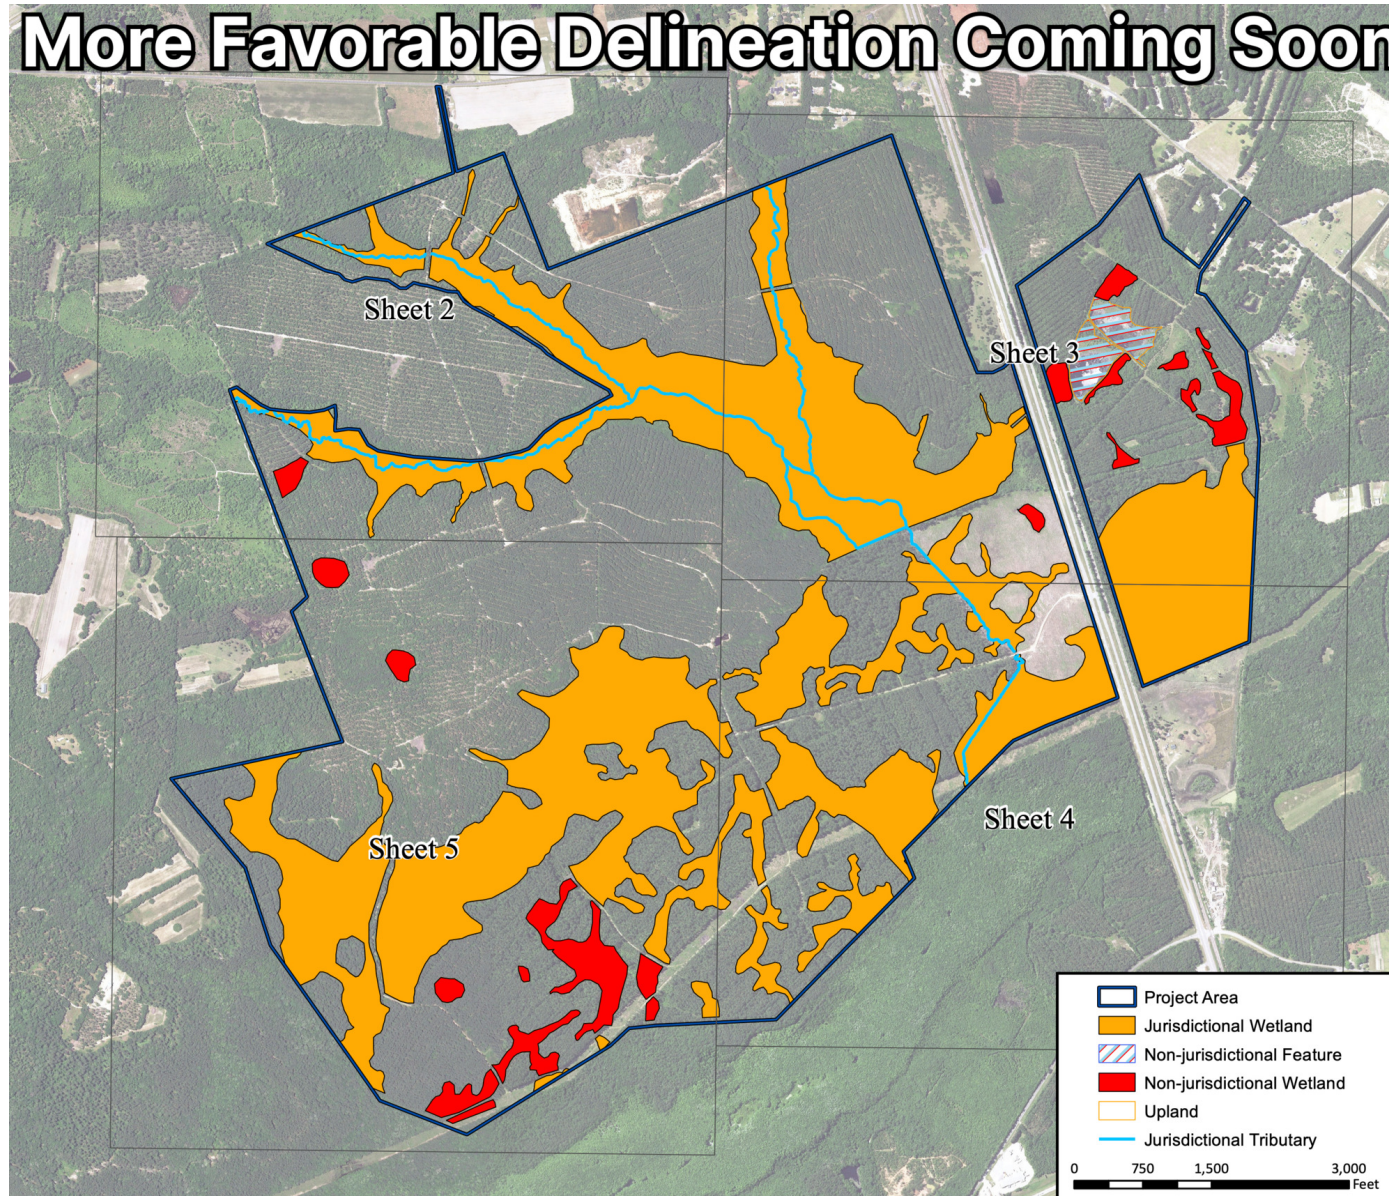 More Favorable Delineation Coming Soon
Sheet 2
Sheet 3
Sheet 4
Sheet 5
Project Area
Jurisdictional Wetland
Non-jurisdictional Feature
Non-jurisdictional Wetland
Upland
Jurisdictional Tributary
0 750 1,500 3,000
Feet